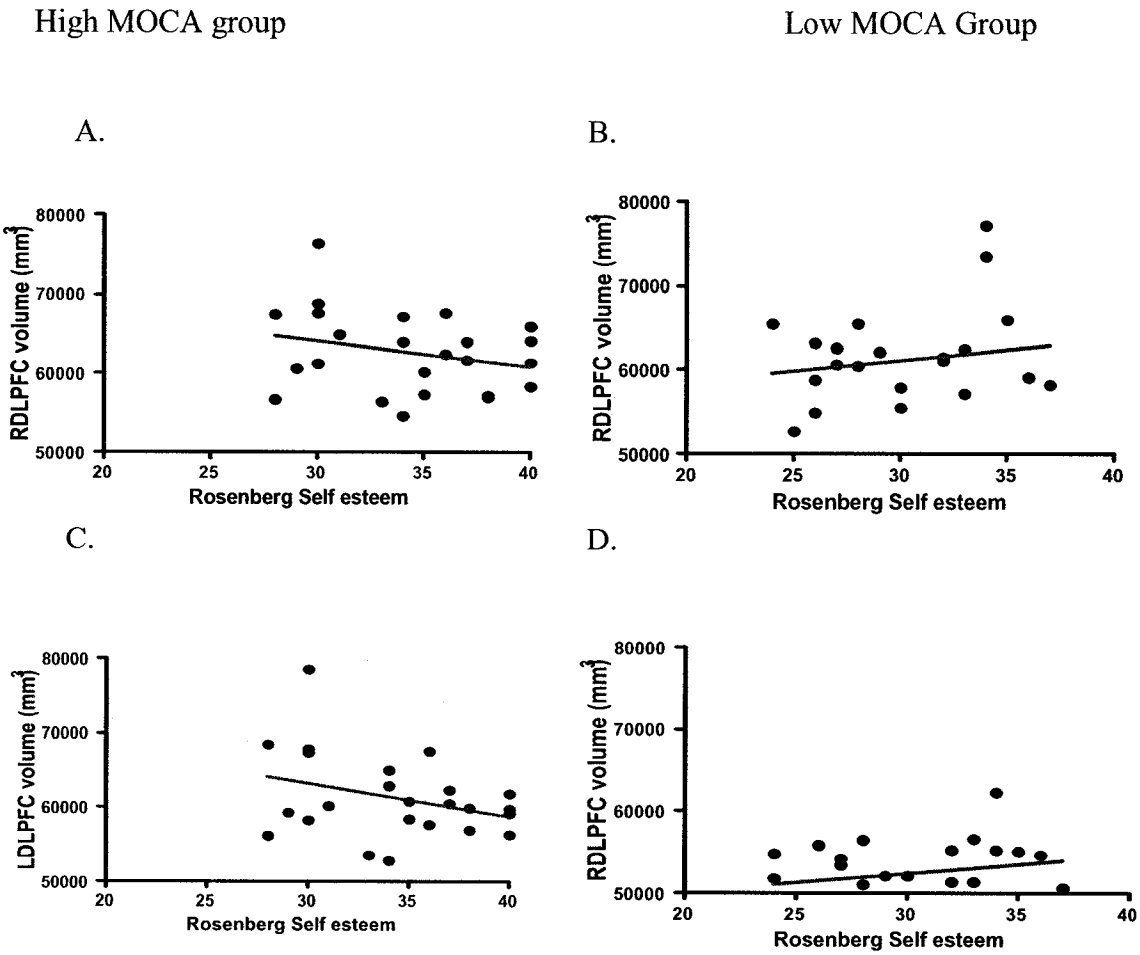 High MOCA group
Low MOCA Group
A.
B.
RDLPFC volume (mm³)
80000
70000
60000
50000
20
25
30
35
40
Rosenberg Self esteem
RDLPFC volume (mm³)
80000
70000
60000
50000
20
25
30
35
40
Rosenberg Self esteem
C.
D.
LDLPFC volume (mm³)
80000
70000
60000
50000
20
25
30
35
40
Rosenberg Self esteem
RDLPFC volume (mm³)
80000
70000
60000
50000
20
25
30
35
40
Rosenberg Self esteem